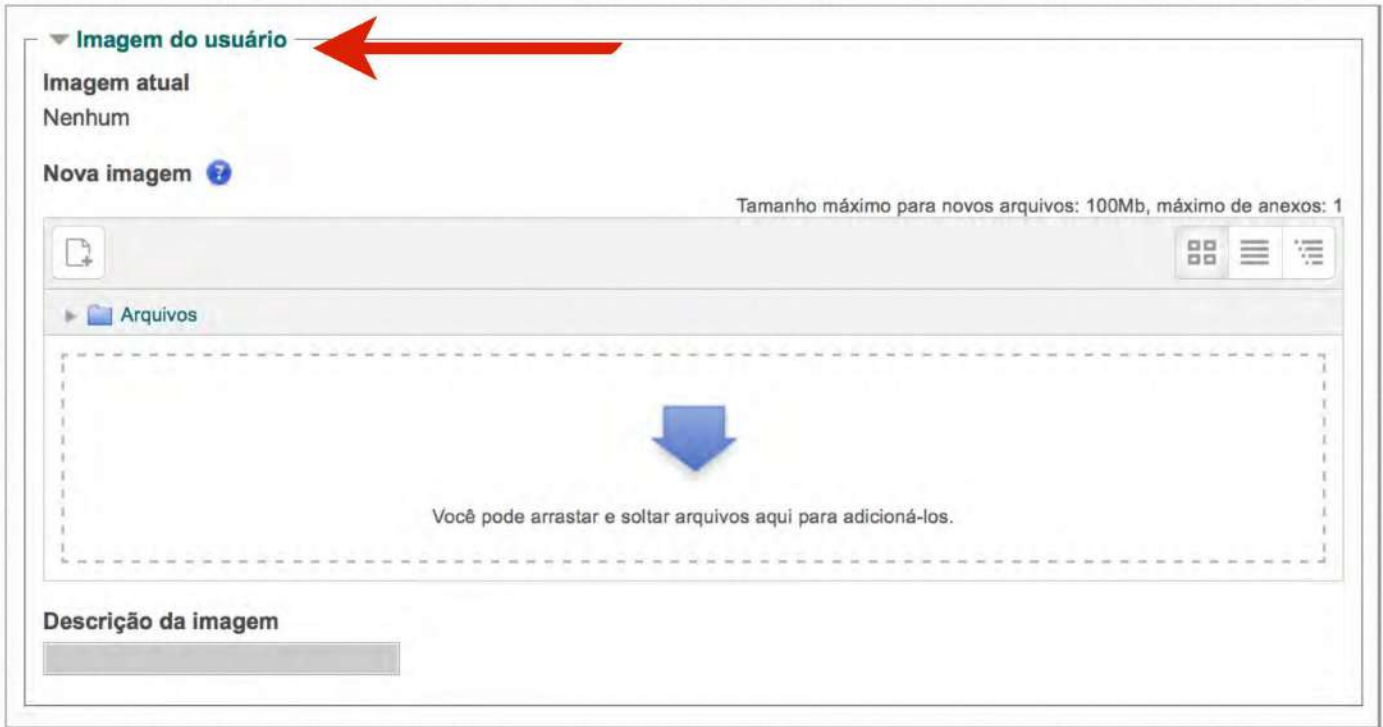 Imagem do usuário
Imagem atual
Nenhum
Nova imagem ?
Tamanho máximo para novos arquivos: 100Mb, máximo de anexos: 1
Arquivos
Você pode arrastar e soltar arquivos aqui para adicioná-los.
Descrição da imagem